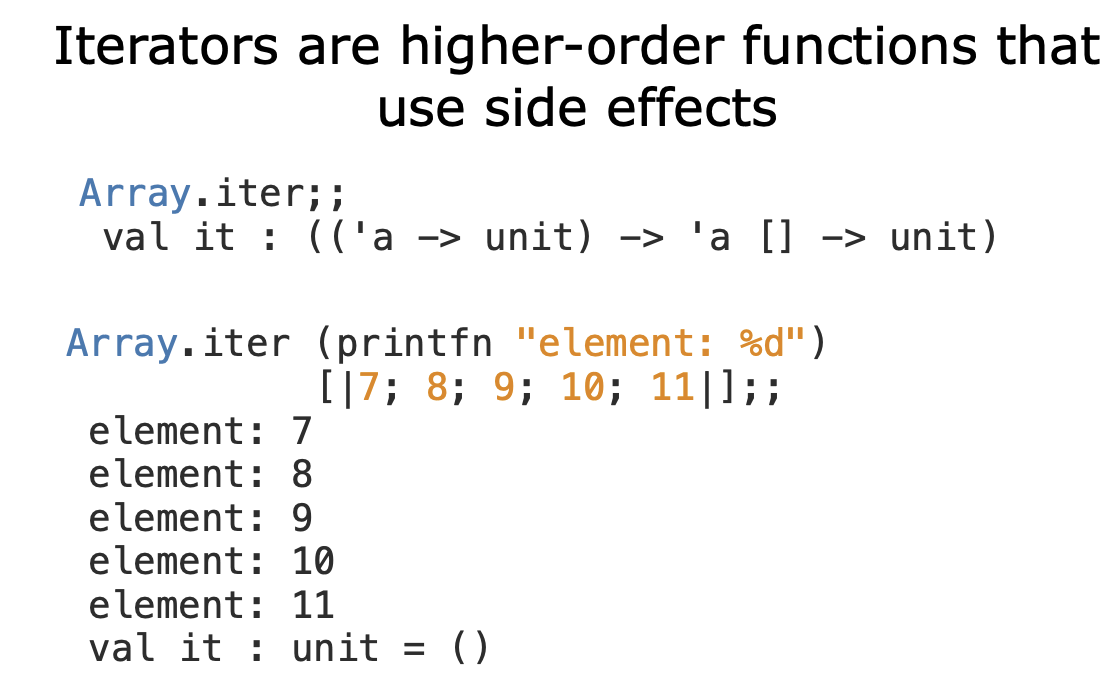 Iterators are higher-order functions that
use side effects
Array.iter;;
val it : (('a -> unit) -> 'a [] -> unit)
Array.iter (printfn "element: %d")
[|7; 8; 9; 10; 11|];;
element: 7
element: 8
element: 9
element: 10
element: 11
val it : unit = ()